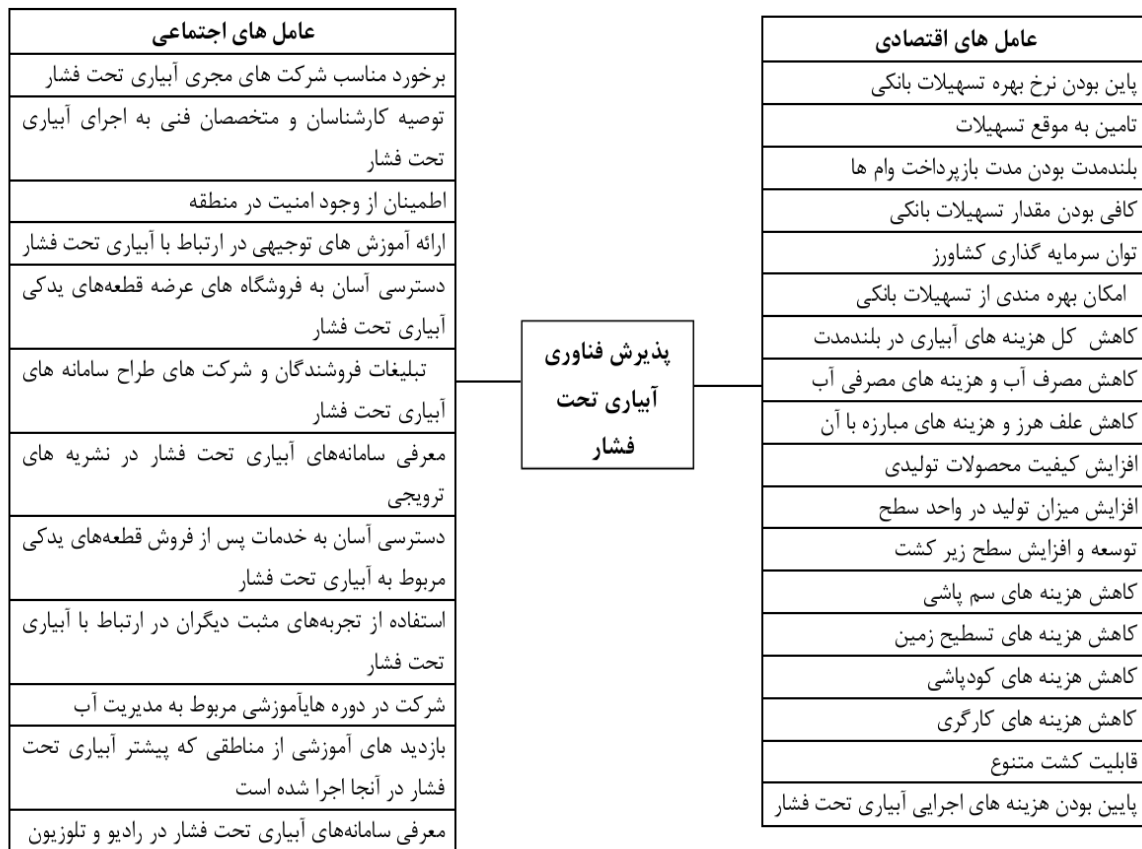 عامل های اقتصادی
پاین بودن نرخ بهره تسهیلات بانکی
تامین به موقع تسهیلات
بلندمدت بودن مدت بازپرداخت وام ها
کافی بودن مقدار تسهیلات بانکی
توان سرمایه گذاری کشاورز
امکان بهره مندی از تسهیلات بانکی
کاهش کل هزینه های آبیاری در بلندمدت
کاهش مصرف آب و هزینه های مصرفی آب
کاهش علف هرز و هزینه های مبارزه با آن
افزایش کیفیت محصولات تولیدی
افزایش میزان تولید در واحد سطح
توسعه و افزایش سطح زیر کشت
کاهش هزینه های سم پاشی
کاهش هزینه های تسطیح زمین
کاهش هزینه های کودپاشی
کاهش هزینه های کارگری
قابلیت کشت متنوع
پایین بودن هزینه های اجرایی آبیاری تحت فشار
پذیرش فناوری
آبیاری تحت
فشار
عامل های اجتماعی
برخورد مناسب شرکت های مجری آبیاری تحت فشار
توصیه کارشناسان و متخصصان فنی به اجرای آبیاری
تحت فشار
اطمینان از وجود امنیت در منطقه
ارائه آموزش های توجیهی در ارتباط با آبیاری تحت فشار
دسترسی آسان به فروشگاه های عرضه قطعه‌های یدکی
آبیاری تحت فشار
تبلیغات فروشندگان و شرکت های طراح سامانه های
آبیاری تحت فشار
معرفی سامانه‌های آبیاری تحت فشار در نشریه های
ترویجی
دسترسی آسان به خدمات پس از فروش قطعه‌های یدکی
مربوط به آبیاری تحت فشار
استفاده از تجربه‌های مثبت دیگران در ارتباط با آبیاری
تحت فشار
شرکت در دوره هایآموزشی مربوط به مدیریت آب
بازدید های آموزشی از مناطقی که پیشتر آبیاری تحت
فشار در آنجا اجرا شده است
معرفی سامانه‌های آبیاری تحت فشار در رادیو و تلوزیون